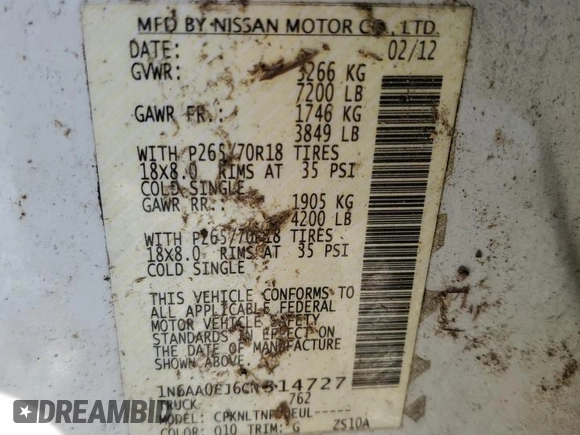 MFD BY NISSAN MOTOR CO., LTD.
DATE: 02/12
GVWR: 3266 KG
7200 LB
GAWR FR.: 1746 KG
3849 LB
WITH P265/70R18 TIRES
18x8.0 RIMS AT 35 PSI
COLD SINGLE
GAWR RR.: 1905 KG
4200 LB
WITH P265/70R18 TIRES
18x8.0 RIMS AT 35 PSI
COLD SINGLE
THIS VEHICLE CONFORMS TO
ALL APPLICABLE FEDERAL
MOTOR VEHICLE SAFETY
STANDARDS IN EFFECT ON
THE DATE OF MANUFACTURE
SHOWN ABOVE.
1N6AA0EJ6CN314727
TRUCK 762
MODEL:
COLOR: Q10 TRIM: G ZS10A
DREAMBID